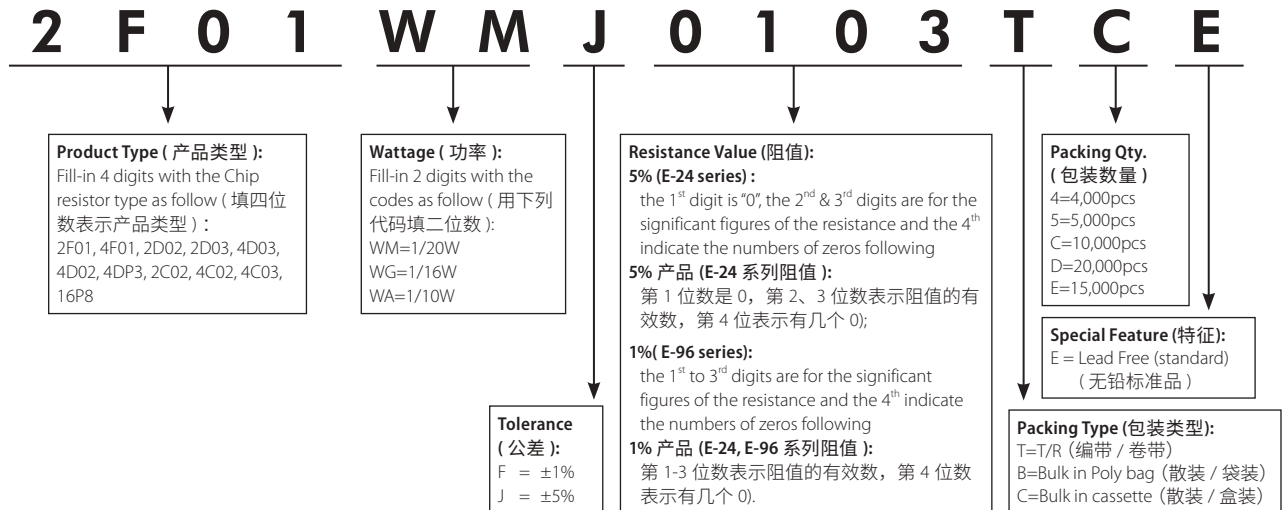 2 F 0 1 W M J 0 1 0 3 T C E
Product Type ( 产品类型 ):
Fill-in 4 digits with the Chip
resistor type as follow ( 填四位
数表示产品类型 ) :
2F01, 4F01, 2D02, 2D03, 4D03,
4D02, 4DP3, 2C02, 4C02, 4C03,
16P8
Wattage ( 功率 ):
Fill-in 2 digits with the
codes as follow ( 用下列
代码填二位数 ):
WM=1/20W
WG=1/16W
WA=1/10W
Tolerance
( 公差 ):
F = ±1%
J = ±5%
Resistance Value (阻值):
5% (E-24 series) :
the 1st digit is “0”, the 2nd & 3rd digits are for the
significant figures of the resistance and the 4th
indicate the numbers of zeros following
5% 产品 (E-24 系列阻值 ):
第 1 位数是 0，第 2、3 位数表示阻值的有
效数，第 4 位表示有几个 0);
1%( E-96 series):
the 1st to 3rd digits are for the significant
figures of the resistance and the 4th indicate
the numbers of zeros following
1% 产品 (E-24, E-96 系列阻值 ):
第 1-3 位数表示阻值的有效数，第 4 位数
表示有几个 0).
Packing Qty.
( 包装数量 )
4=4,000pcs
5=5,000pcs
C=10,000pcs
D=20,000pcs
E=15,000pcs
Special Feature (特征):
E = Lead Free (standard)
( 无铅标准品 )
Packing Type (包装类型):
T=T/R（编带 / 卷带）
B=Bulk in Poly bag（散装 / 袋装）
C=Bulk in cassette（散装 / 盒装）